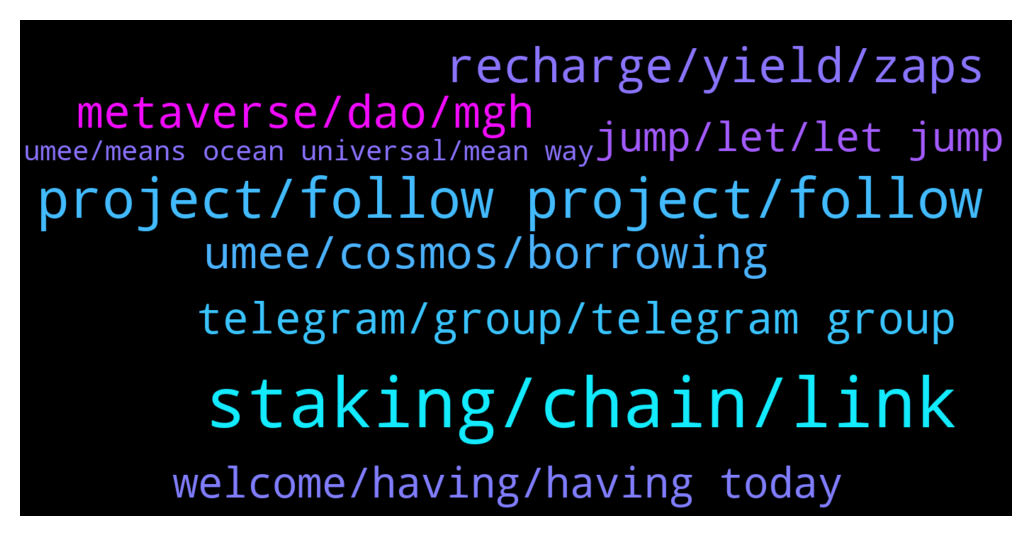 recharge/yield/zaps
metaverse/dao/mgh
jump/let/let jump
umee/means ocean universal/mean way
project/follow project/follow
umee/cosmos/borrowing
telegram/group/telegram group
staking/chain/link
welcome/having/having today